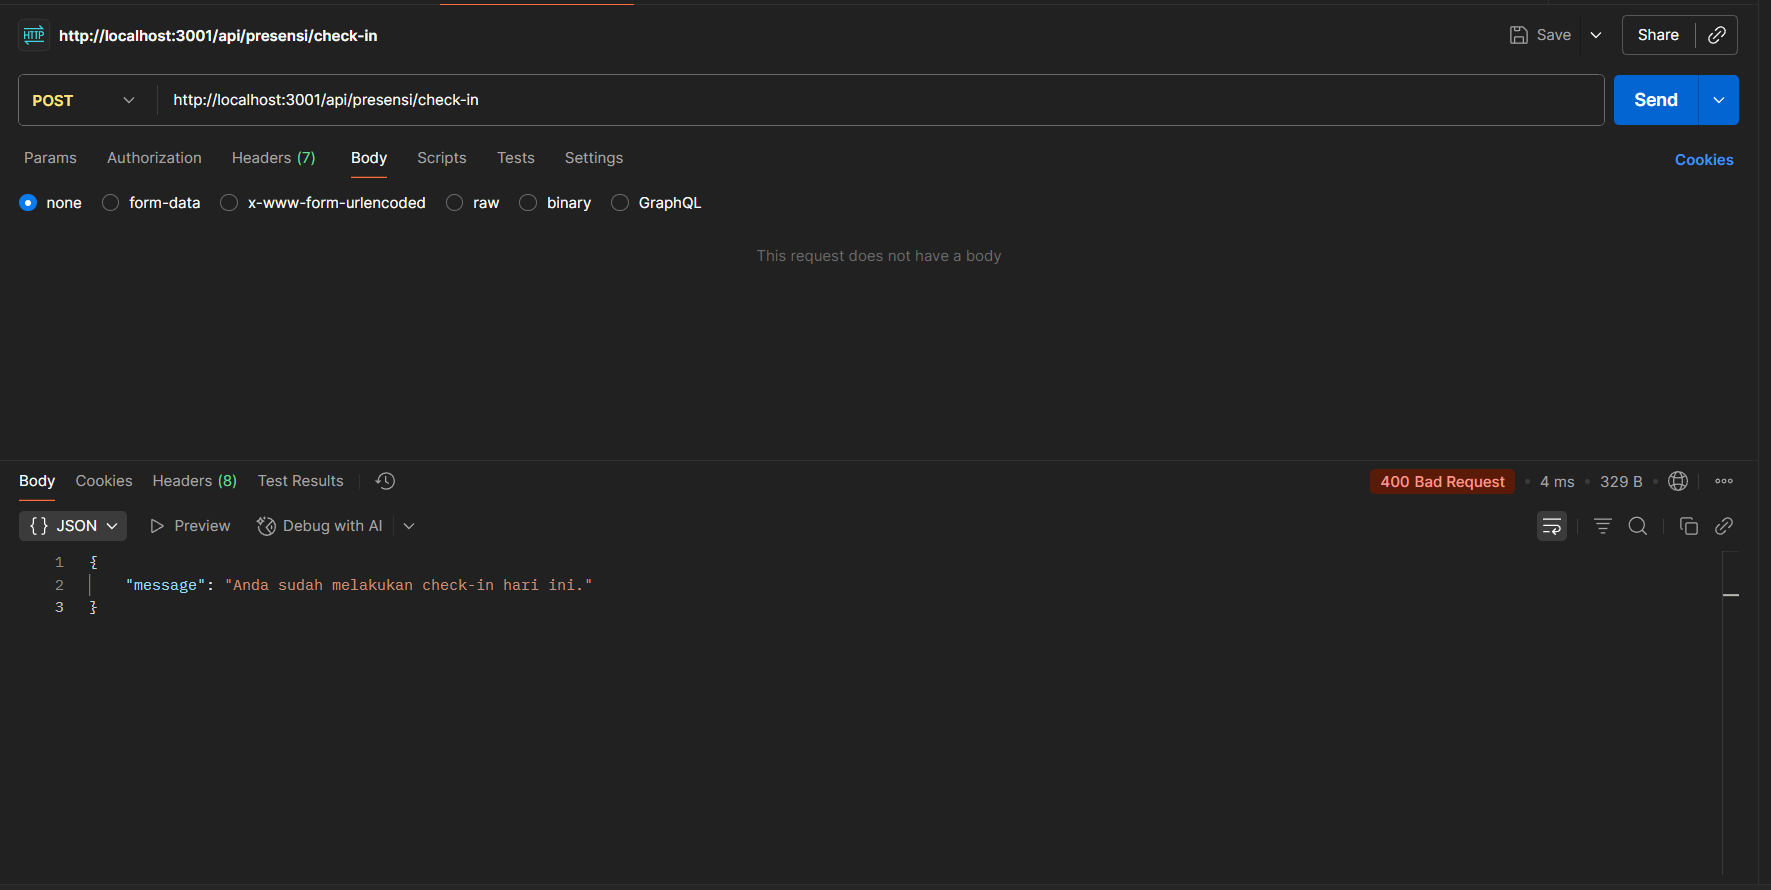 HTTP http://localhost:3001/api/presensi/check-in Save Share
POST http://localhost:3001/api/presensi/check-in Send
Params Authorization Headers (7) Body Scripts Tests Settings Cookies
none form-data x-www-form-urlencoded raw binary GraphQL
This request does not have a body
Body Cookies Headers (8) Test Results 400 Bad Request • 4 ms • 329 B •
{} JSON Preview Debug with AI
1 {
2 "message": "Anda sudah melakukan check-in hari ini."
3 }